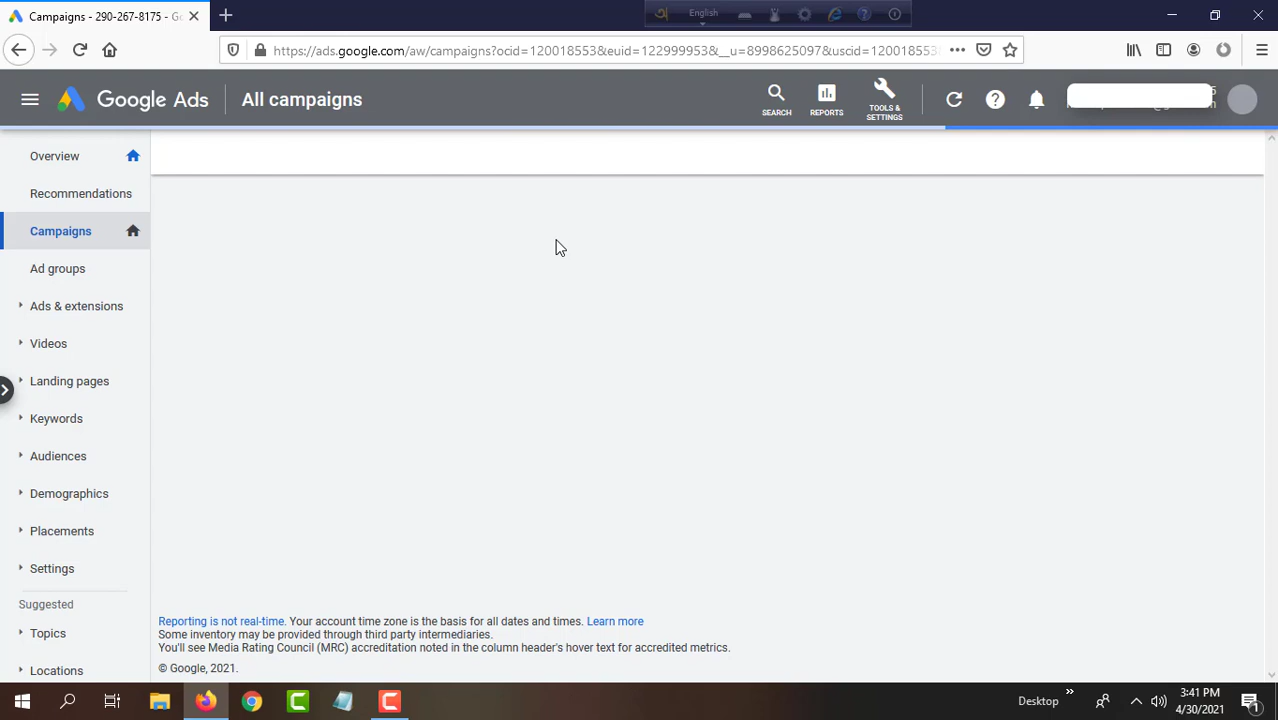 Campaigns - 290-267-8175 - Go
English
https://ads.google.com/aw/campaigns?ocid=120018553&euid=122999953&__u=8998625097&uscid=120018553
Google Ads
All campaigns
SEARCH
REPORTS
TOOLS &
SETTINGS
Overview
Recommendations
Campaigns
Ad groups
Ads & extensions
Videos
Landing pages
Keywords
Audiences
Demographics
Placements
Settings
Suggested
Topics
Locations
Reporting is not real-time. Your account time zone is the basis for all dates and times. Learn more
Some inventory may be provided through third party intermediaries.
You'll see Media Rating Council (MRC) accreditation noted in the column header's hover text for accredited metrics.
© Google, 2021.
Desktop
3:41 PM
4/30/2021
1